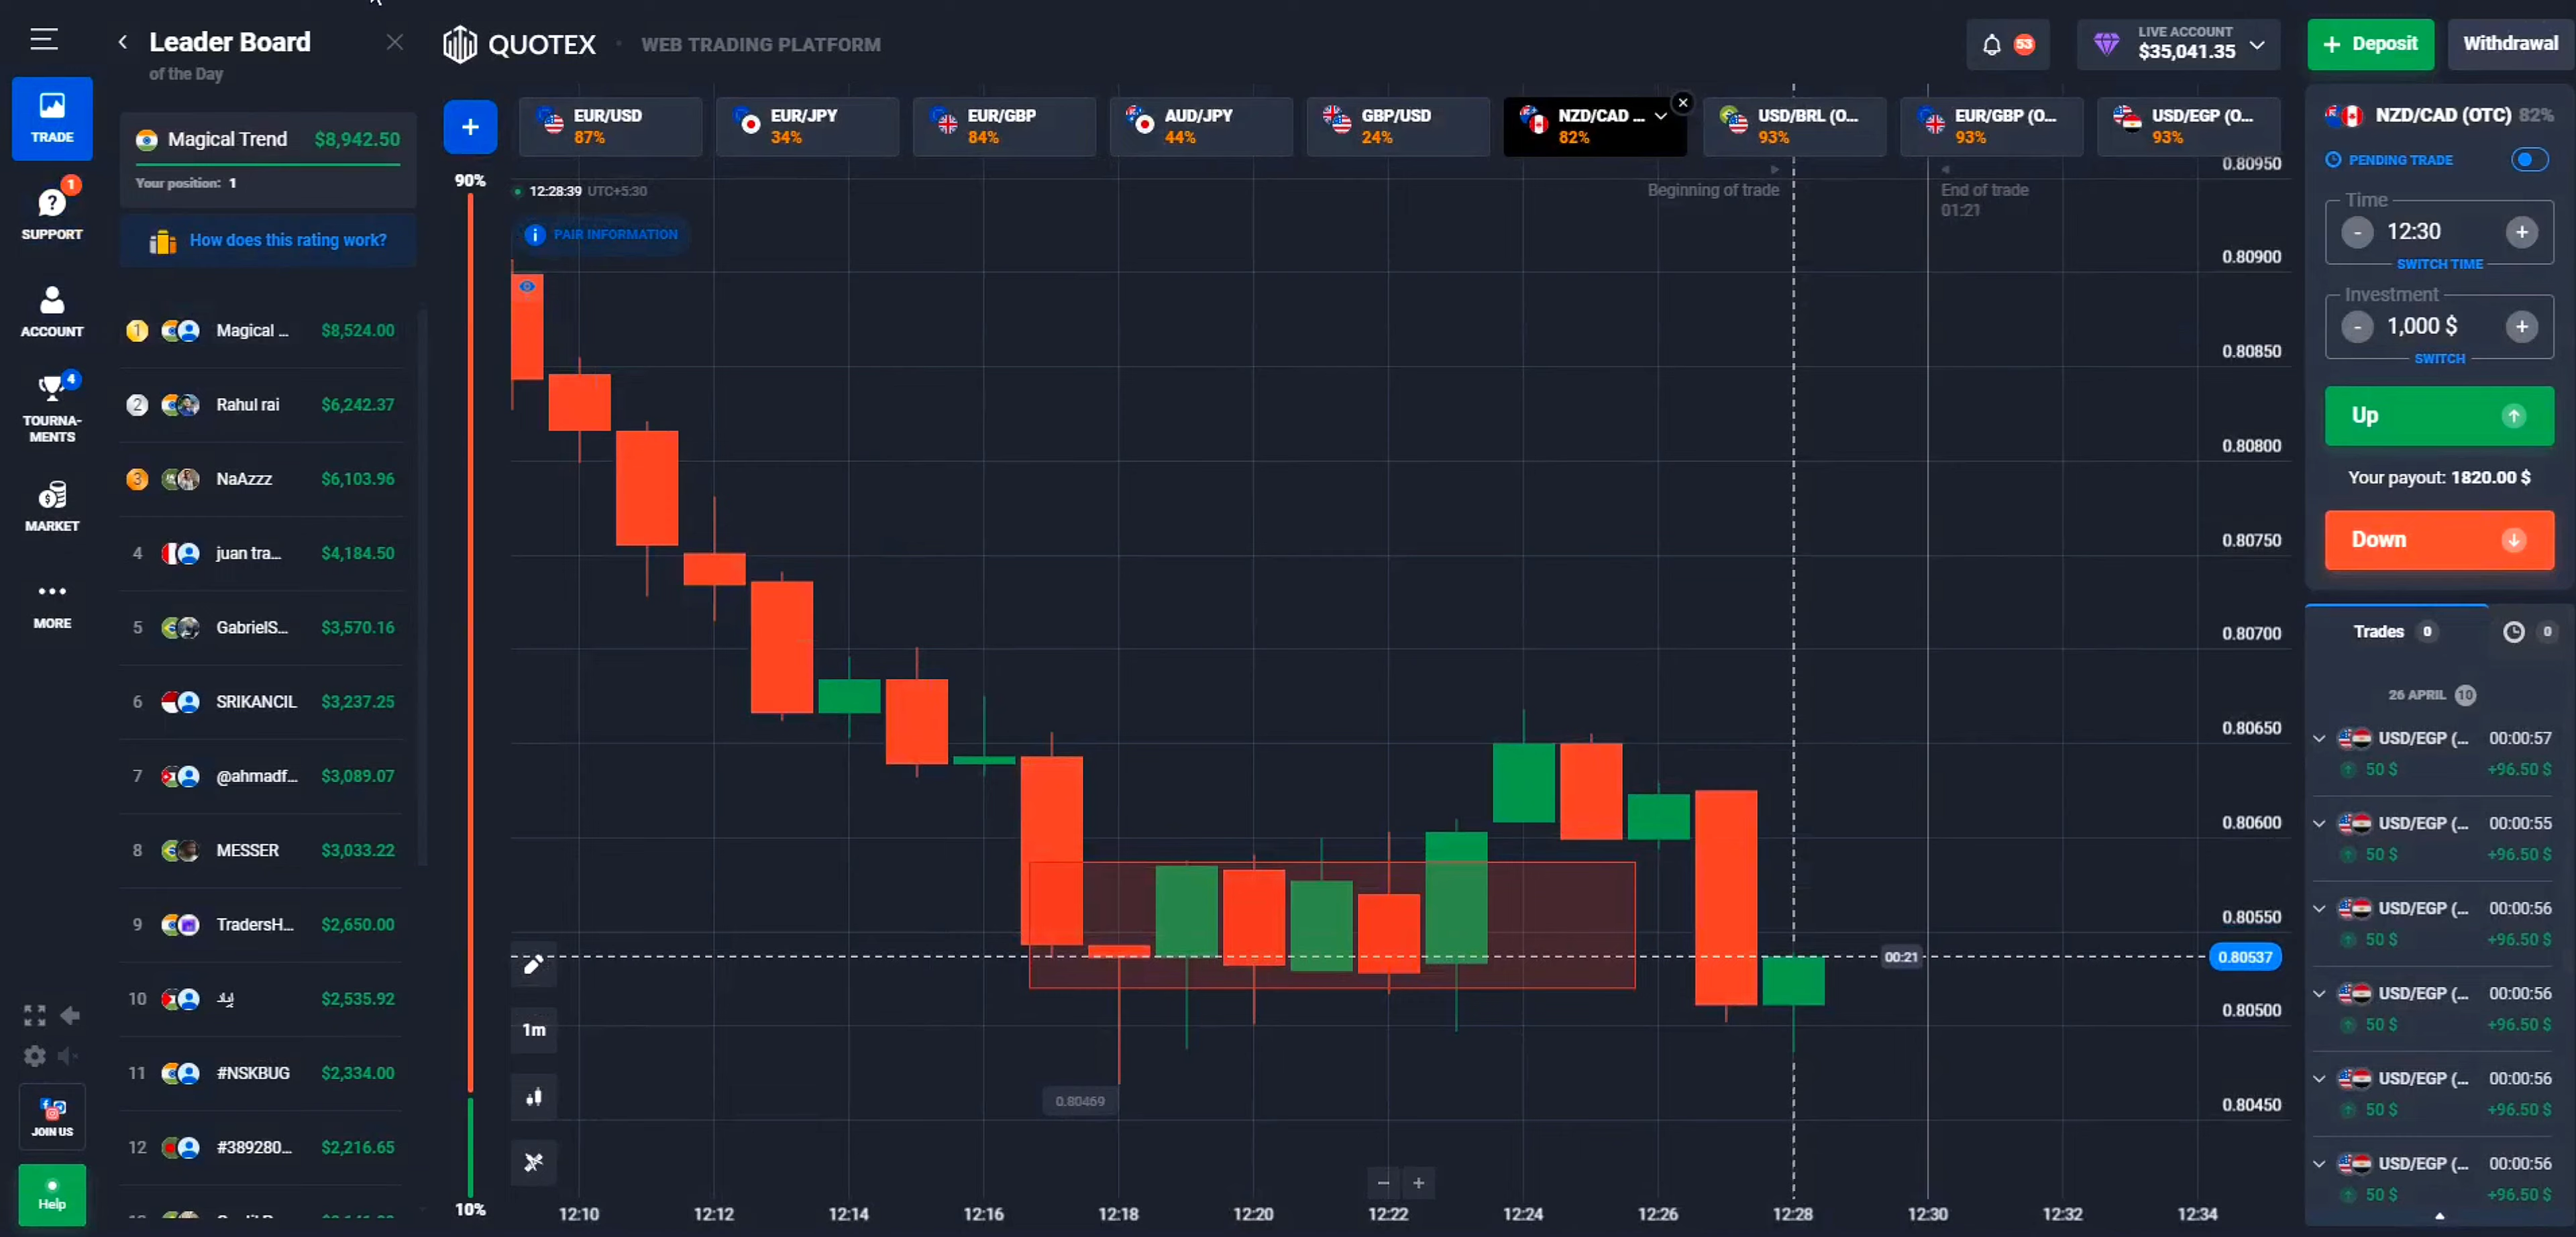 Leader Board
of the Day
QUOTEX
WEB TRADING PLATFORM
53
LIVE ACCOUNT
$35,041.35
+ Deposit
Withdrawal
TRADE
1
SUPPORT
ACCOUNT
4
TOURNA-
MENTS
MARKET
MORE
JOIN US
Help
Magical Trend $8,942.50
Your position: 1
How does this rating work?
1 Magical ... $8,524.00
2 Rahul rai $6,242.37
3 NaAzzz $6,103.96
4 juan tra... $4,184.50
5 GabrielS... $3,570.16
6 SRIKANCIL $3,237.25
7 @ahmadf... $3,089.07
8 MESSER $3,033.22
9 TradersH... $2,650.00
10 إياد $2,535.92
11 #NSKBUG $2,334.00
12 #389280... $2,216.65
+
EUR/USD
87%
EUR/JPY
34%
EUR/GBP
84%
AUD/JPY
44%
GBP/USD
24%
NZD/CAD ...
82%
USD/BRL (O...
93%
EUR/GBP (O...
93%
USD/EGP (O...
93%
90%
10%
12:28:39 UTC+5:30
PAIR INFORMATION
Beginning of trade
End of trade
01:21
0.80950
0.80900
0.80850
0.80800
0.80750
0.80700
0.80650
0.80600
0.80550
00:21
0.80537
0.80500
0.80450
0.80469
1m
12:10
12:12
12:14
12:16
12:18
12:20
12:22
12:24
12:26
12:28
12:30
12:32
12:34
NZD/CAD (OTC) 82%
PENDING TRADE
Time
- 12:30 +
SWITCH TIME
Investment
- 1,000 $ +
SWITCH
Up
Your payout: 1820.00 $
Down
Trades 0
0
26 APRIL 10
USD/EGP (... 00:00:57
50 $ +96.50 $
USD/EGP (... 00:00:55
50 $ +96.50 $
USD/EGP (... 00:00:56
50 $ +96.50 $
USD/EGP (... 00:00:56
50 $ +96.50 $
USD/EGP (... 00:00:56
50 $ +96.50 $
USD/EGP (... 00:00:56
50 $ +96.50 $